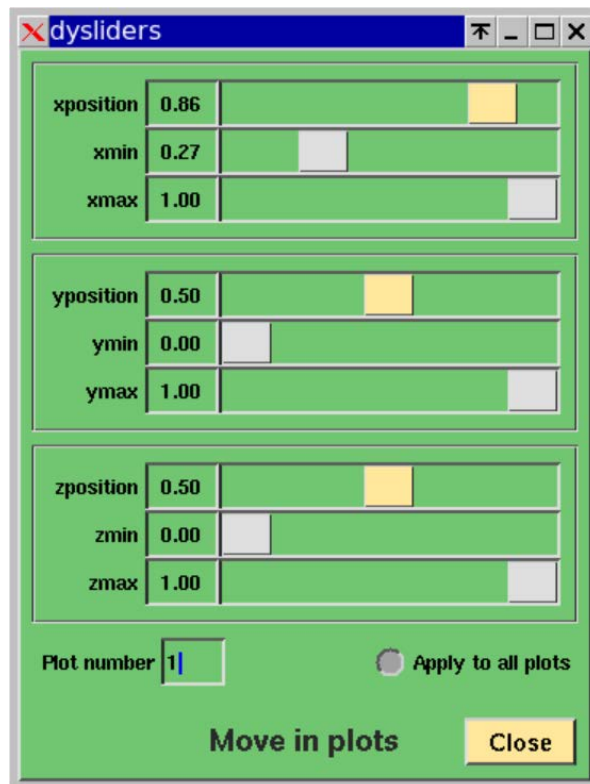 dysliders
xposition 0.86
xmin 0.27
xmax 1.00
yposition 0.50
ymin 0.00
ymax 1.00
zposition 0.50
zmin 0.00
zmax 1.00
Plot number 1 Apply to all plots
Move in plots Close